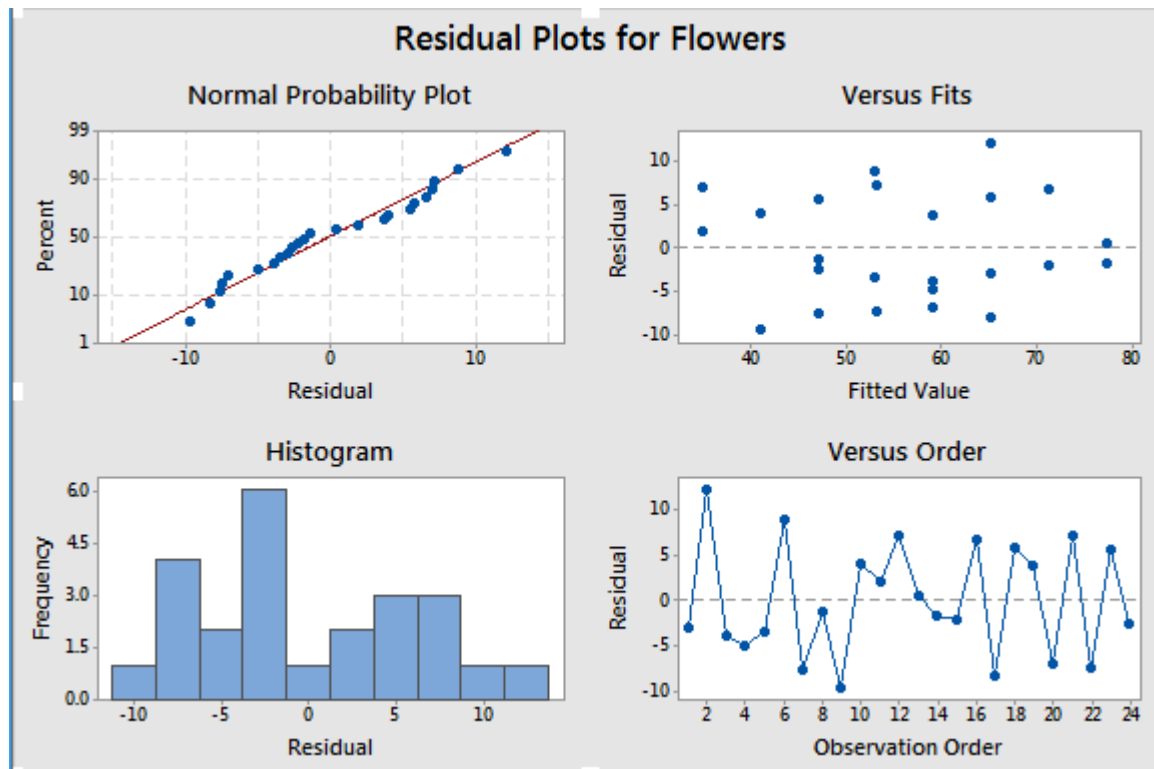 Residual Plots for Flowers
Normal Probability Plot
99
90
50
10
1
Percent
-10 0 10
Residual
Versus Fits
10
5
0
-5
-10
Residual
40 50 60 70 80
Fitted Value
Histogram
6.0
4.5
3.0
1.5
0.0
Frequency
-10 -5 0 5 10
Residual
Versus Order
10
5
0
-5
-10
Residual
2 4 6 8 10 12 14 16 18 20 22 24
Observation Order